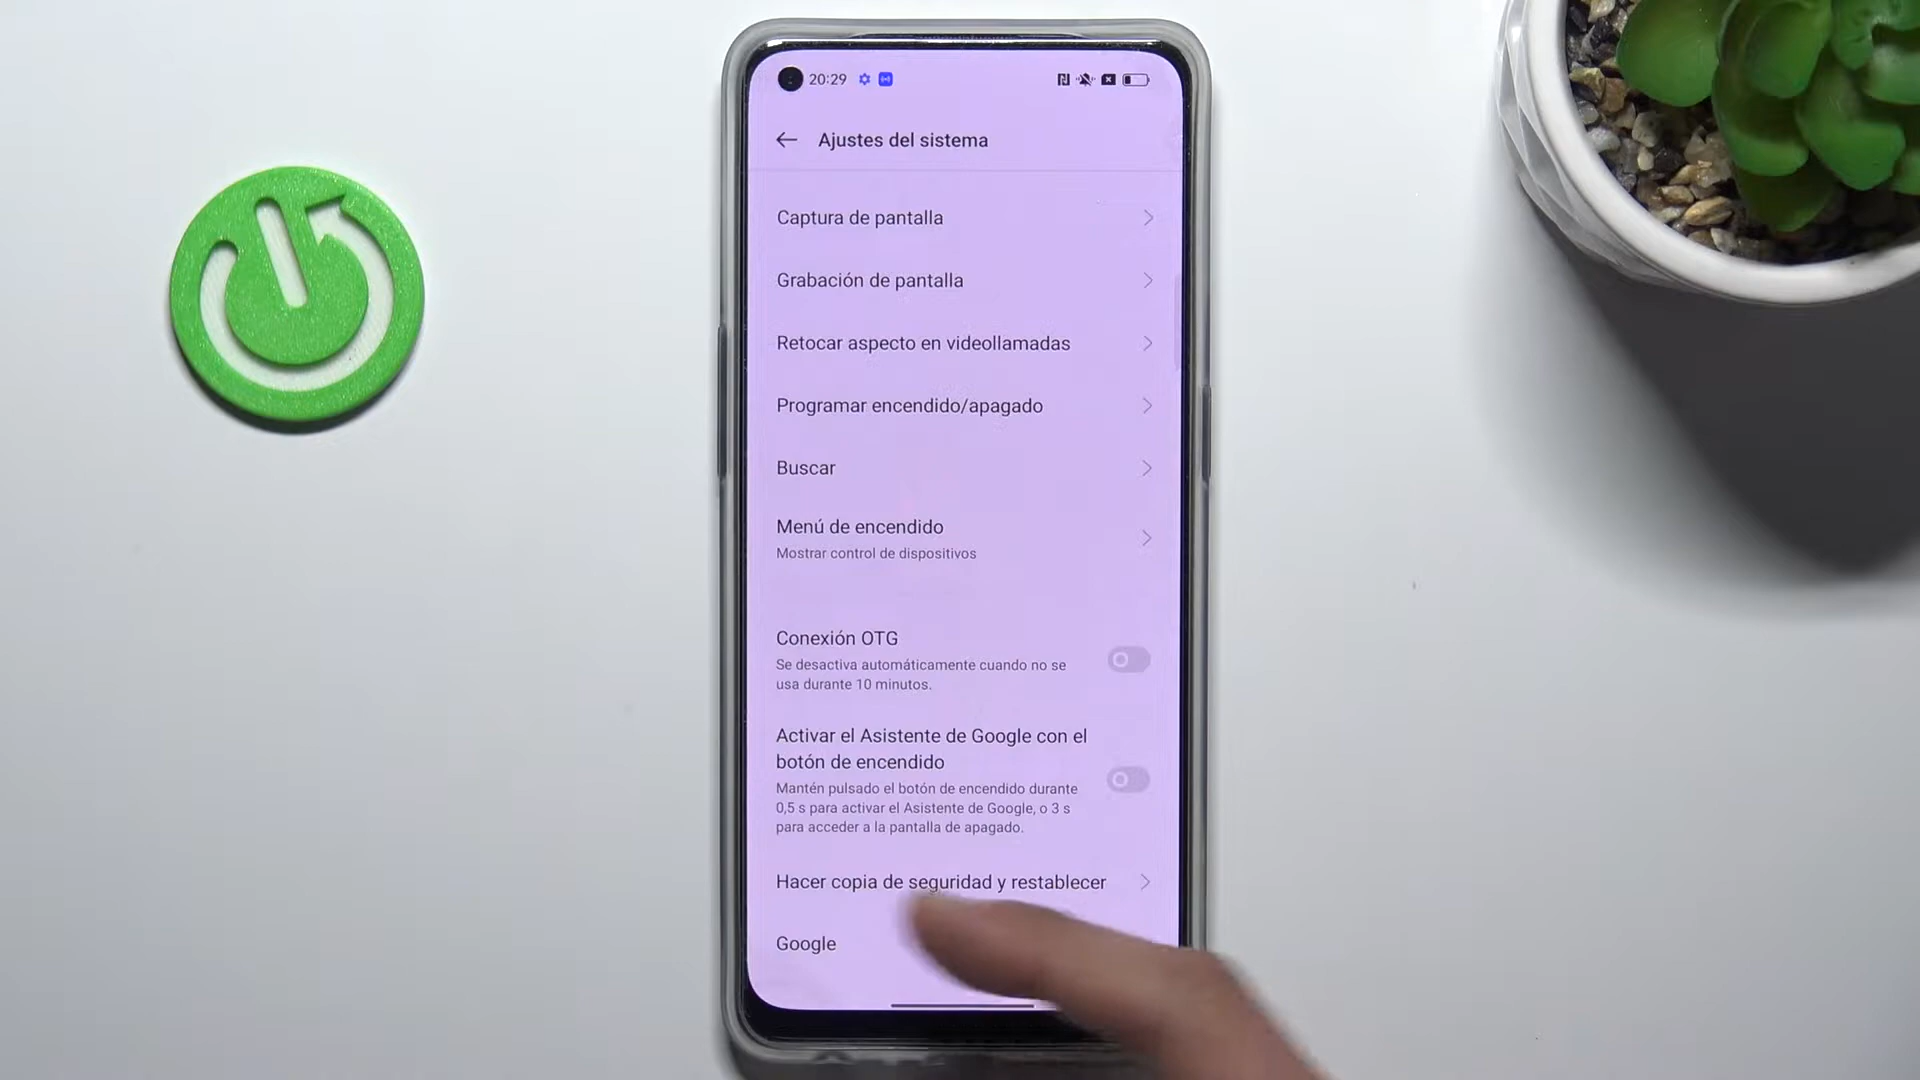 20:29
Ajustes del sistema
Captura de pantalla
Grabación de pantalla
Retocar aspecto en videollamadas
Programar encendido/apagado
Buscar
Menú de encendido
Mostrar control de dispositivos
Conexión OTG
Se desactiva automáticamente cuando no se
usa durante 10 minutos.
Activar el Asistente de Google con el
botón de encendido
Mantén pulsado el botón de encendido durante
0,5 s para activar el Asistente de Google, o 3 s
para acceder a la pantalla de apagado.
Hacer copia de seguridad y restablecer
Google